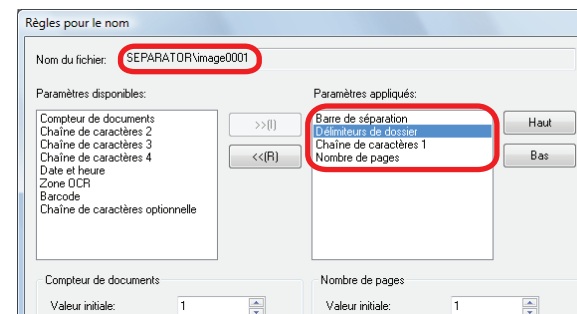 Règles pour le nom
Nom du fichier: SEPARATOR\image0001
Paramètres disponibles: Paramètres appliqués:
Compteur de documents
Chaîne de caractères 2
Chaîne de caractères 3
Chaîne de caractères 4
Date et heure
Zone OCR
Barcode
Chaîne de caractères optionnelle
>>(I)
<<(R)
Barre de séparation
Délimiteurs de dossier
Chaîne de caractères 1
Nombre de pages
Haut
Bas
Compteur de documents Nombre de pages
Valeur initiale: 1 Valeur initiale: 1